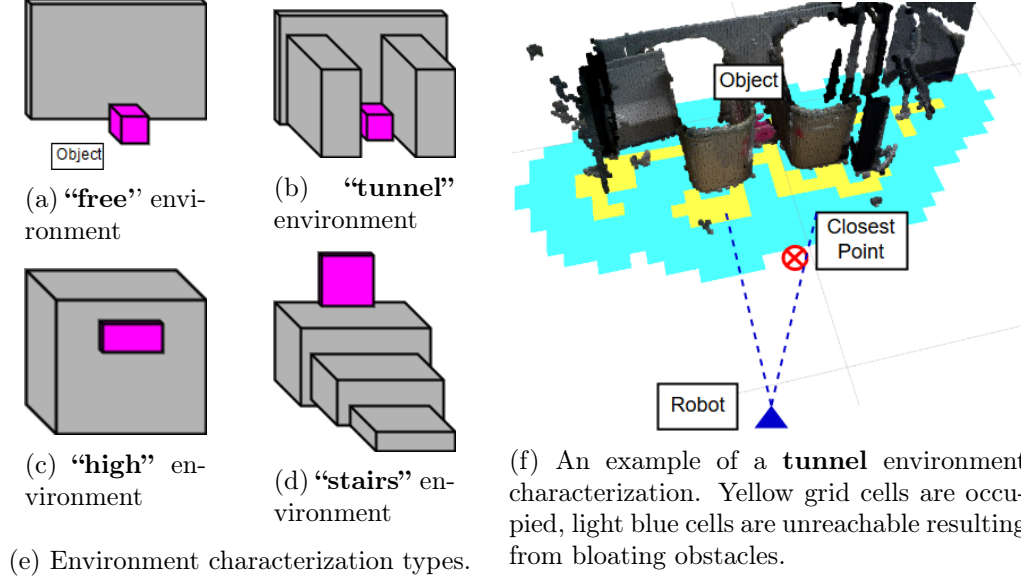 Object
(a) “free” envi-
ronment
(b) “tunnel”
environment
(c) “high” en-
vironment
(d) “stairs” en-
vironment
(e) Environment characterization types.
Object
Closest
Point
Robot
(f) An example of a tunnel environment
characterization. Yellow grid cells are occu-
pied, light blue cells are unreachable resulting
from bloating obstacles.